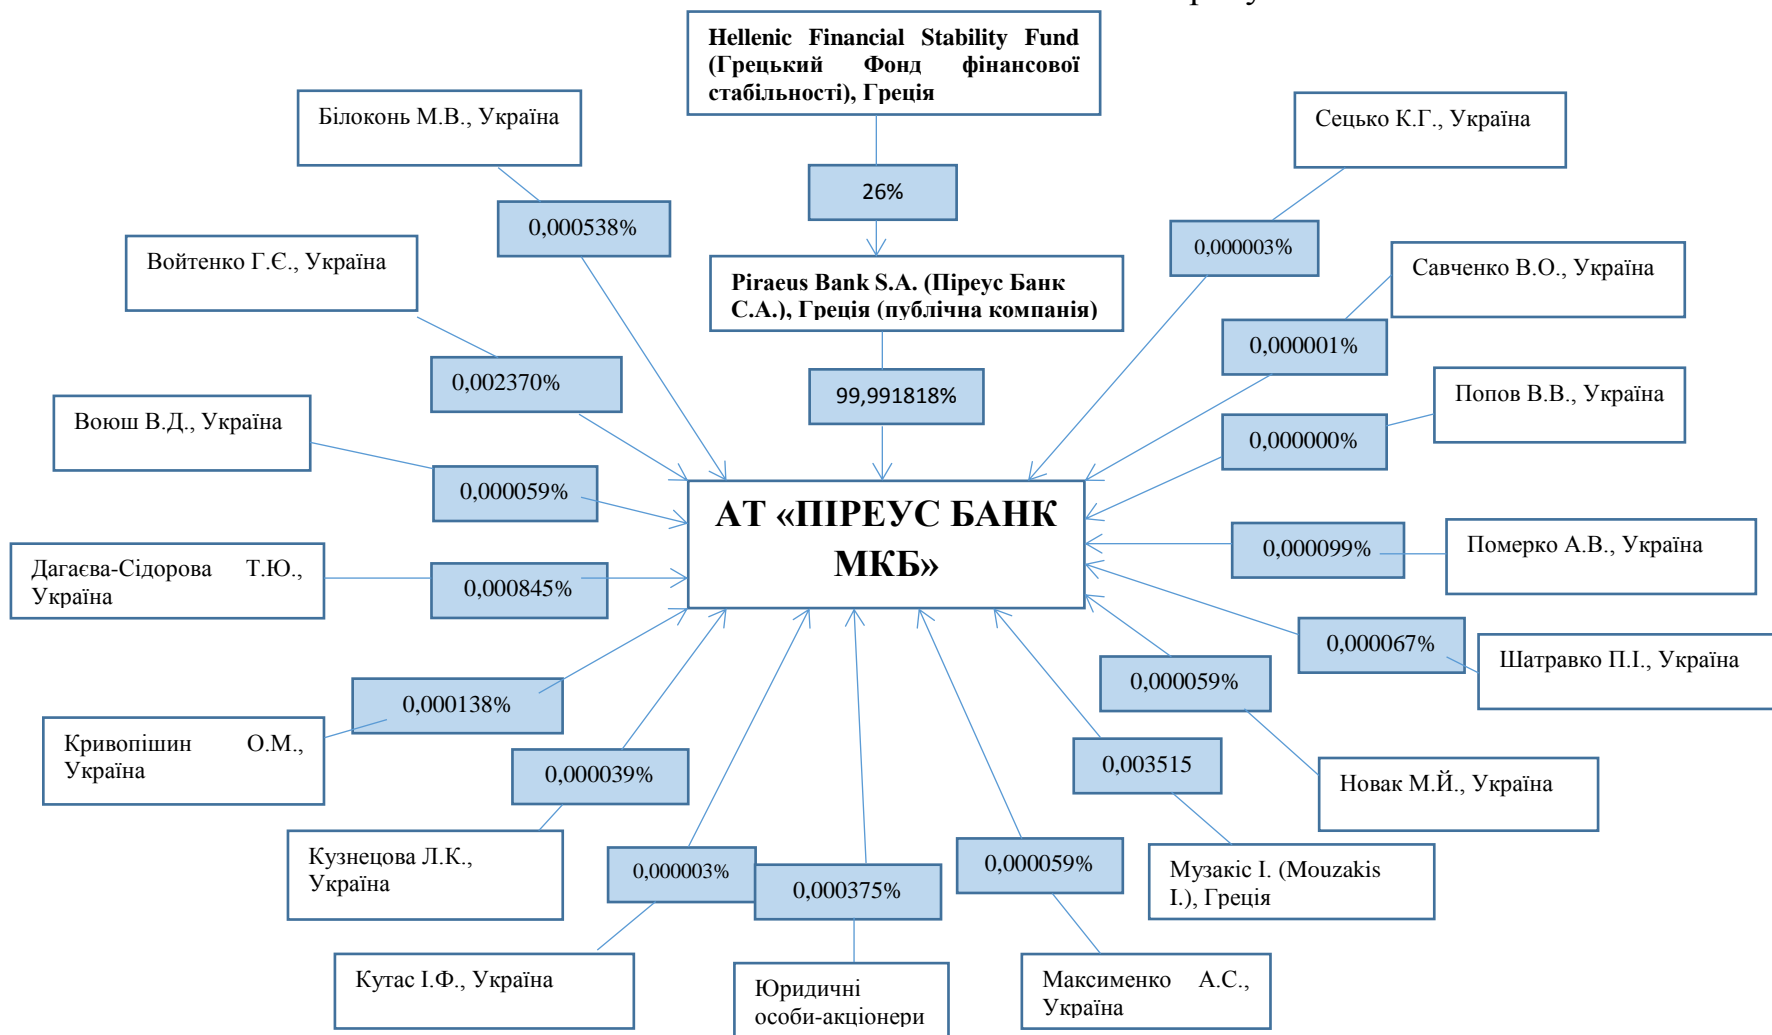 Hellenic Financial Stability Fund
(Грецький Фонд фінансової
стабільності), Греція
Білоконь М.В., Україна
Сецько К.Г., Україна
26%
0,000538%
0,000003%
Войтенко Г.Є., Україна
Piraeus Bank S.A. (Піреус Банк
С.А.), Греція (публічна компанія)
Савченко В.О., Україна
0,000001%
0,002370%
99,991818%
Попов В.В., Україна
Воюш В.Д., Україна
0,000000%
0,000059%
АТ «ПІРЕУС БАНК
МКБ»
0,000099%
Померко А.В., Україна
Дагаєва-Сідорова Т.Ю.,
Україна
0,000845%
0,000067%
Шатравко П.І., Україна
0,000059%
0,000138%
Кривопішин О.М.,
Україна
0,000039%
0,003515
Новак М.Й., Україна
Кузнецова Л.К.,
Україна
0,000003%
0,000375%
0,000059%
Музакіс І. (Mouzakis
I.), Греція
Кутас І.Ф., Україна
Юридичні
особи-акціонери
Максименко А.С.,
Україна